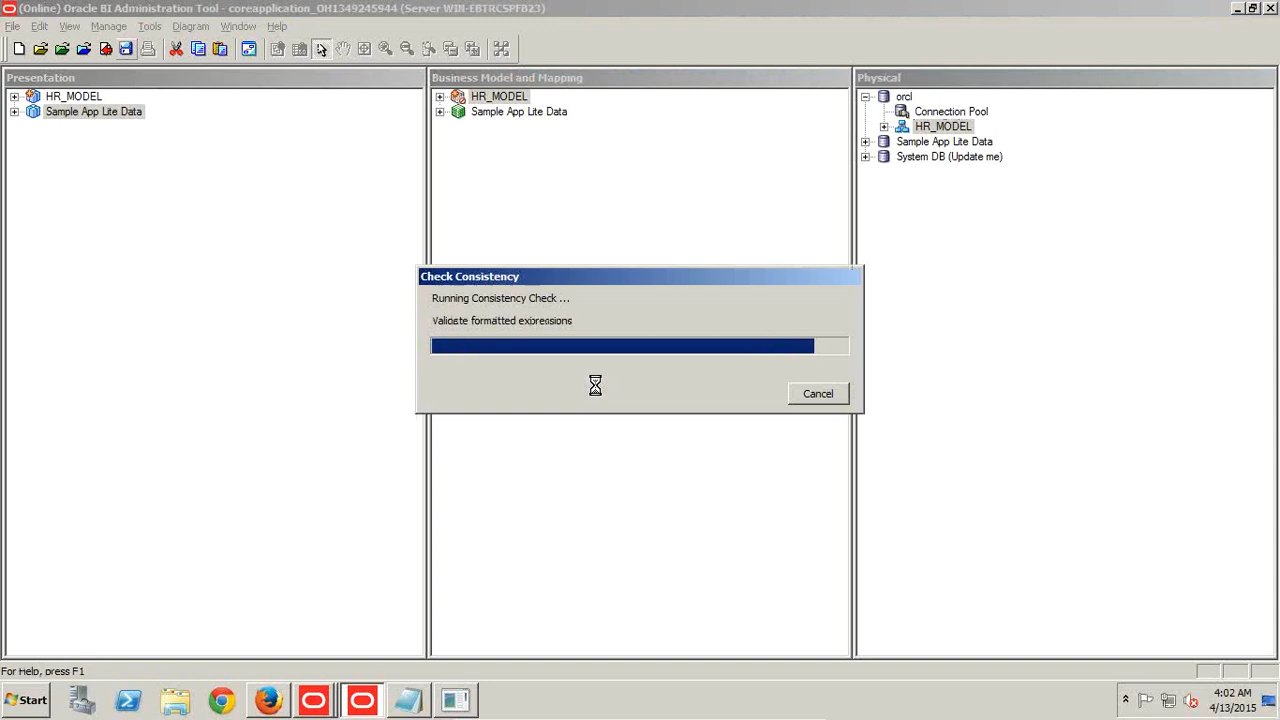 (Online) Oracle BI Administration Tool - coreapplication_OH1349245944 (Server WIN-EBTRCSPFB23)
File Edit View Manage Tools Diagram Window Help
Presentation
HR_MODEL
Sample App Lite Data
Business Model and Mapping
HR_MODEL
Sample App Lite Data
Physical
orcl
Connection Pool
HR_MODEL
Sample App Lite Data
System DB (Update me)
Check Consistency
Running Consistency Check ...
Validate formatted expressions
Cancel
For Help, press F1
Start
4:02 AM
4/13/2015